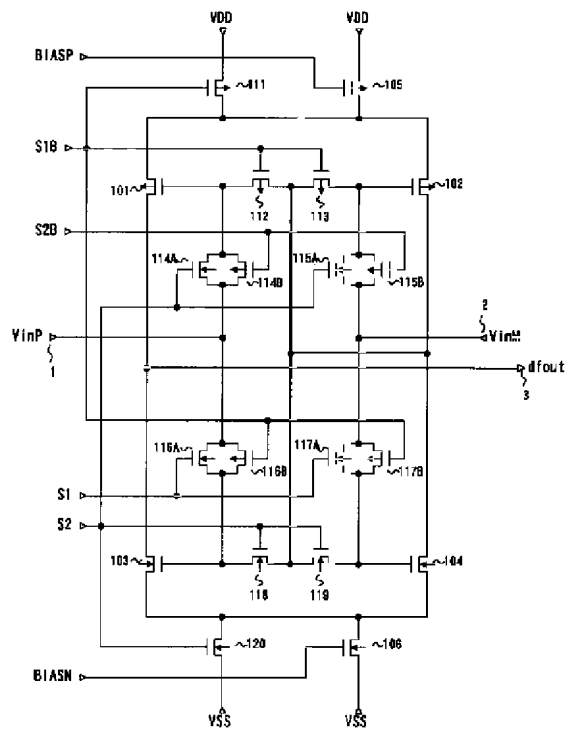 VDD VDD
BIASP
111 105
S1B
101 112 113 102
S2B
114A 114B 115A 115B
2
VinP VinM
1
dfout
3
116A 116B 117A 117B
S1
S2
103 118 119 104
120 106
BIASN
VSS VSS